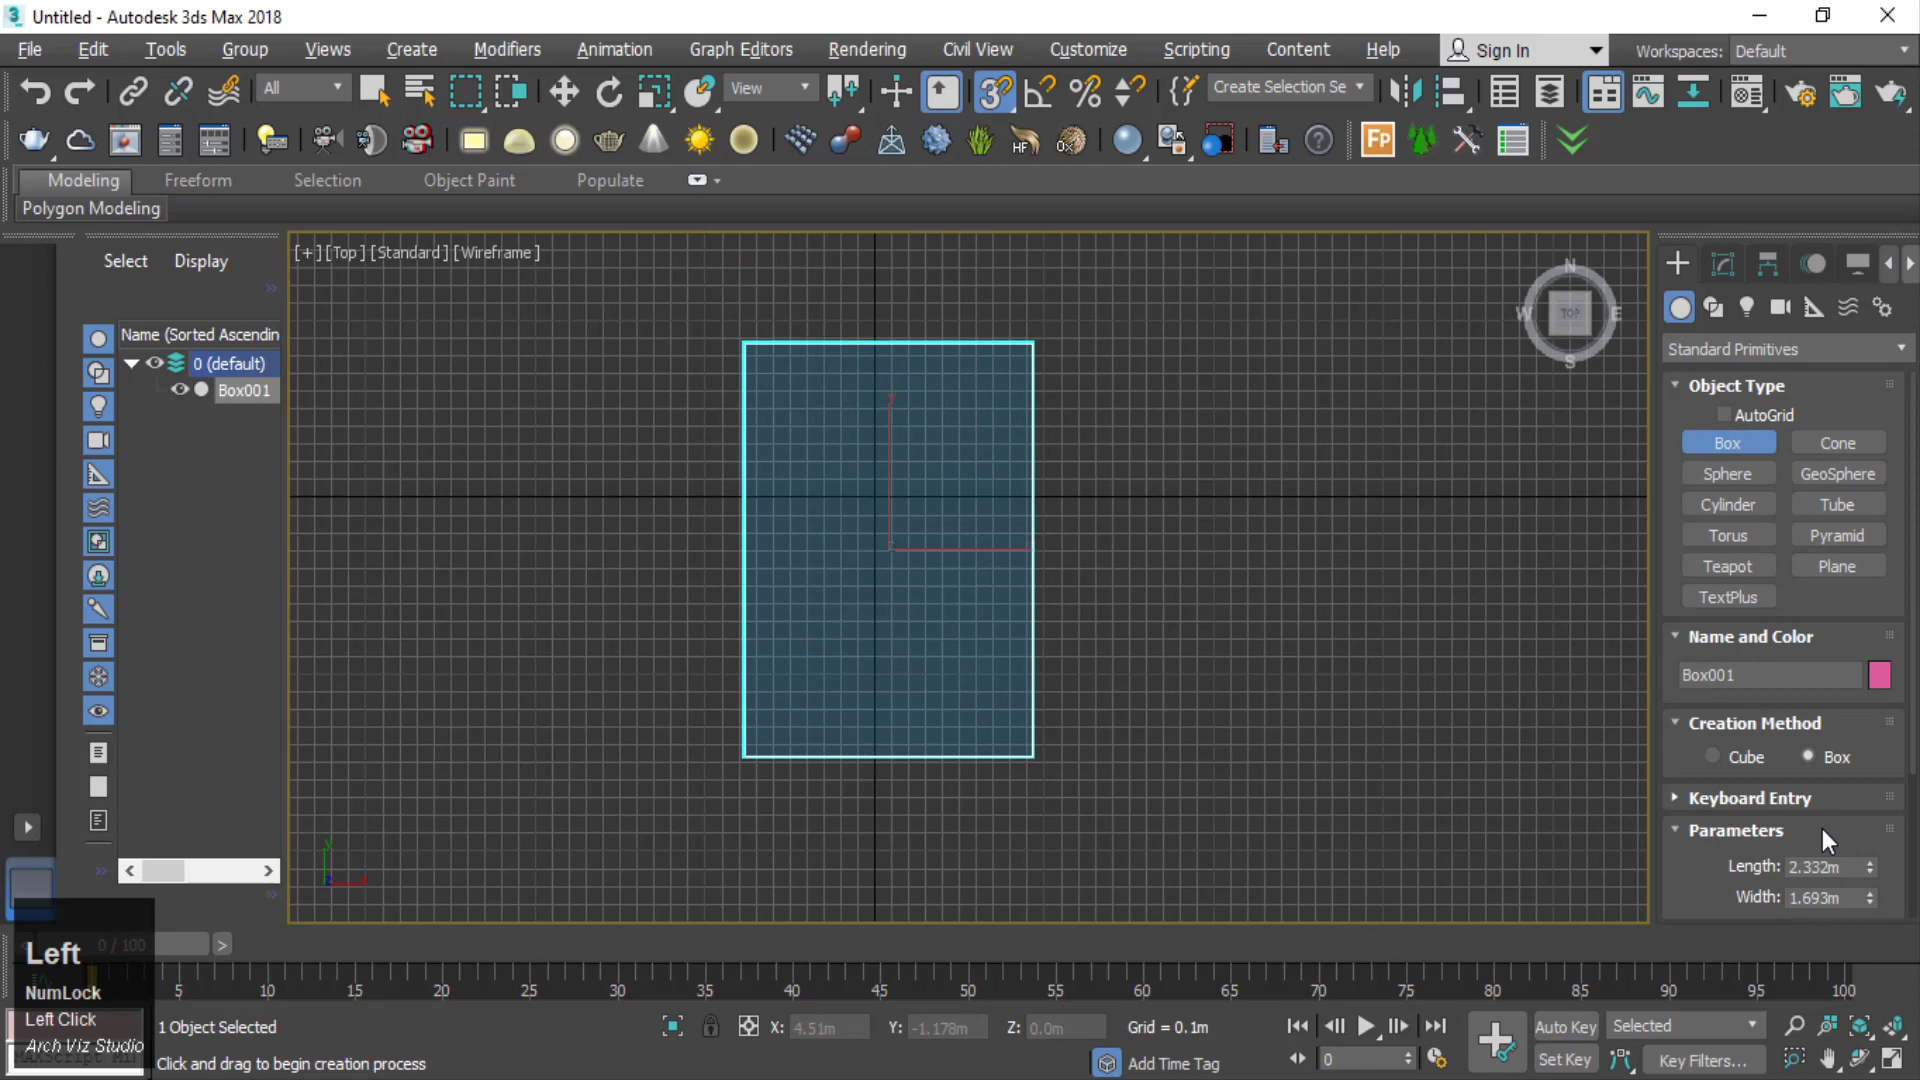 Untitled - Autodesk 3ds Max 2018
File Edit Tools Group Views Create Modifiers Animation Graph Editors Rendering Civil View Customize Scripting Content Help Sign In Workspaces: Default
All View Create Selection Se
Modeling Freeform Selection Object Paint Populate
Polygon Modeling
Select Display
Name (Sorted Ascendin
0 (default)
Box001
[+][Top][Standard][Wireframe]
N
W TOP E
S
Standard Primitives
Object Type
AutoGrid
Box Cone
Sphere GeoSphere
Cylinder Tube
Torus Pyramid
Teapot Plane
TextPlus
Name and Color
Box001
Creation Method
Cube Box
Keyboard Entry
Parameters
Length: 2.332m
Width: 1.693m
0 / 100
Left
NumLock
Left Click
Arch Viz Studio
5 10 15 20 25 30 35 40 45 50 55 60 65 70 75 80 85 90 95 100
1 Object Selected X: 4.51m Y: -1.178m Z: 0.0m Grid = 0.1m
Auto Key Selected
Click and drag to begin creation process
Add Time Tag
0
Set Key Key Filters...